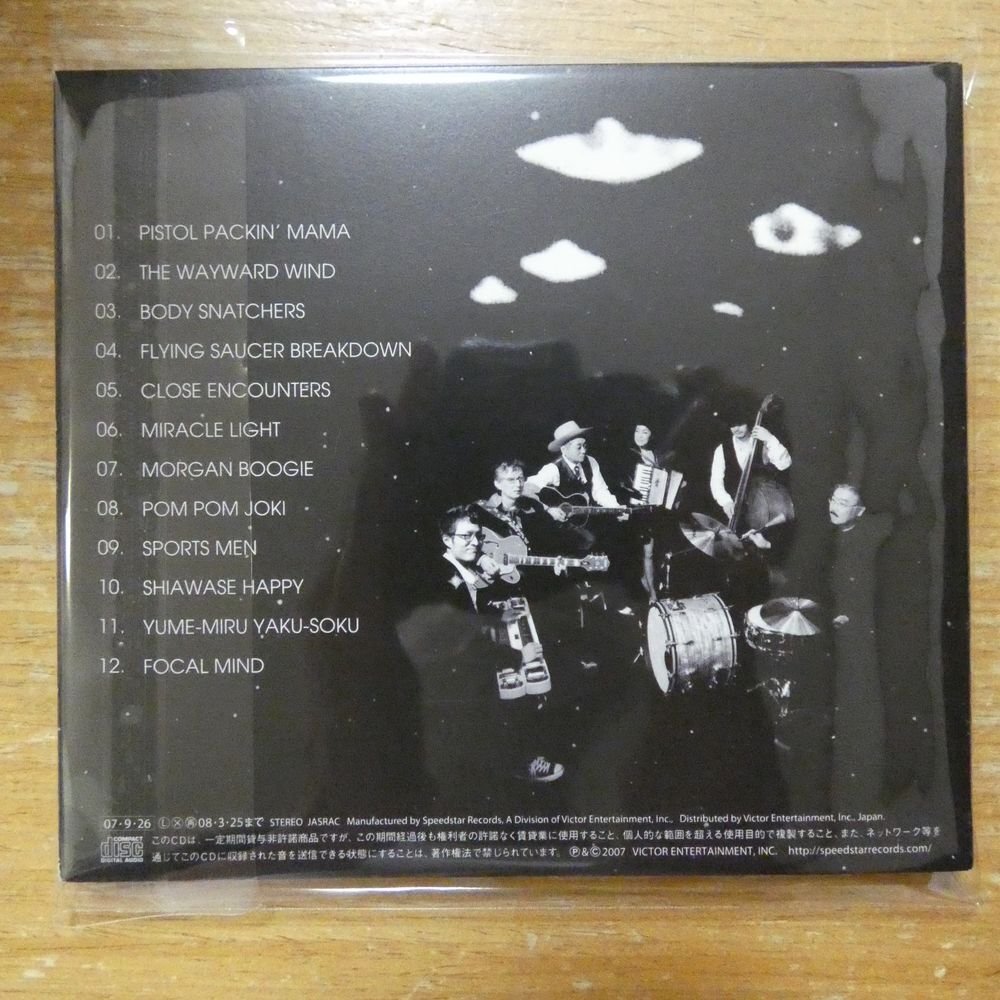 01. PISTOL PACKIN' MAMA
02. THE WAYWARD WIND
03. BODY SNATCHERS
04. FLYING SAUCER BREAKDOWN
05. CLOSE ENCOUNTERS
06. MIRACLE LIGHT
07. MORGAN BOOGIE
08. POM POM JOKI
09. SPORTS MEN
10. SHIAWASE HAPPY
11. YUME-MIRU YAKU-SOKU
12. FOCAL MIND
07・9・26 Ⓛ Ⓧ ㊕08・3・25まで STEREO JASRAC Manufactured by Speedstar Records, A Division of Victor Entertainment, Inc. Distributed by Victor Entertainment, Inc., Japan.
COMPACT disc DIGITAL AUDIO
このCDは、一定期間貸与非許諾商品ですが、この期間経過後も権利者の許諾なく賃貸業に使用すること、個人的な範囲を超える使用目的で複製すること、また、ネットワーク等を
通じてこのCDに収録された音を送信できる状態にすることは、著作権法で禁じられています。 Ⓟ&Ⓒ2007 VICTOR ENTERTAINMENT, INC. http://speedstarrecords.com/